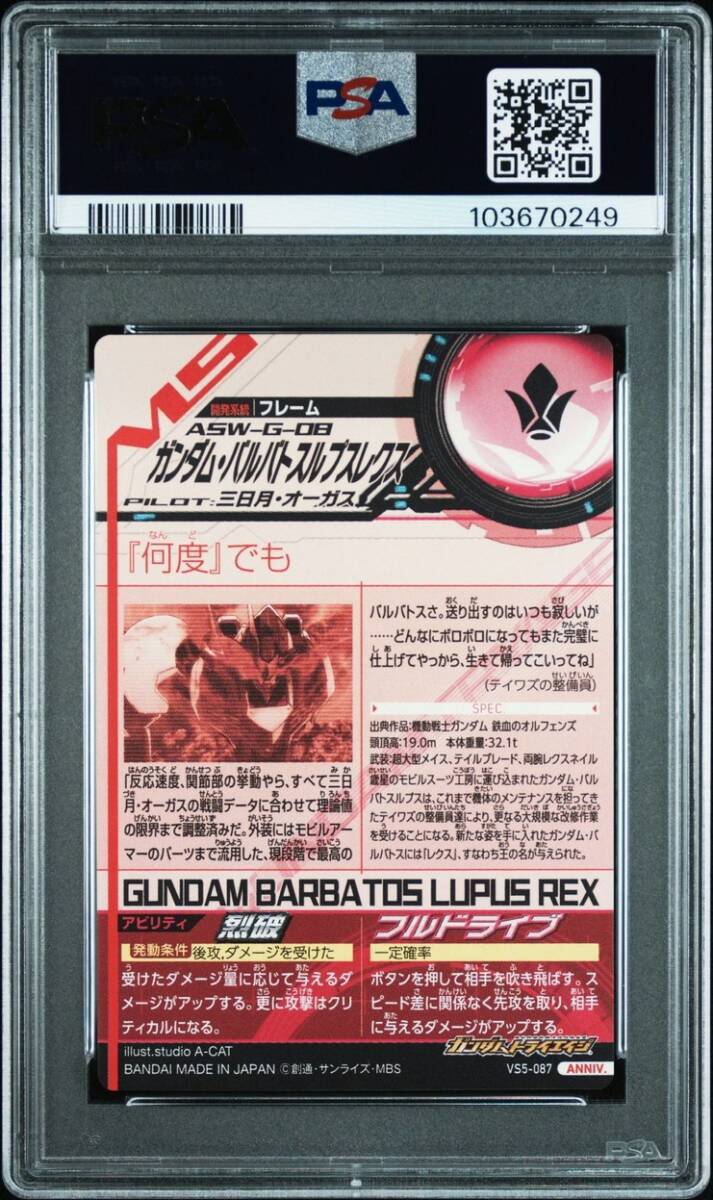 PSA
PSA
103670249
MS
開発系統 フレーム
ASW-G-08
ガンダム・バルバトスルプスレクス
PILOT:三日月・オーガス
『何度』でも
バルバトスさ。送り出すのはいつも寂しいが
……どんなにボロボロになってもまた完璧に
仕上げてやっから、生きて帰ってこいってね」
(テイワズの整備員)
SPEC
出典作品:機動戦士ガンダム 鉄血のオルフェンズ
頭頂高:19.0m 本体重量:32.1t
武装:超大型メイス、テイルブレード、両腕レクスネイル
歳星のモビルスーツ工房に運び込まれたガンダム・バル
バトスルプスは、これまで機体のメンテナンスを担ってき
たテイワズの整備員達により、更なる大規模な改修作業
を受けることになる。新たな姿を手に入れたガンダム・バ
ルバトスには「レクス」、すなわち王の名が与えられた。
「反応速度、関節部の挙動やら、すべて三日
月・オーガスの戦闘データに合わせて理論値
の限界まで調整済みだ。外装にはモビルアー
マーのパーツまで流用した、現段階で最高の
GUNDAM BARBATOS LUPUS REX
アビリティ 烈破
発動条件 後攻、ダメージを受けた
受けたダメージ量に応じて与えるダ
メージがアップする。更に攻撃はクリ
ティカルになる。
フルドライブ
一定確率
ボタンを押して相手を吹き飛ばす。ス
ピード差に関係なく先攻を取り、相手
に与えるダメージがアップする。
illust.studio A-CAT
BANDAI MADE IN JAPAN ©創通・サンライズ・MBS
ガンダムトライエイジ
VS5-087 ANNIV.
PSA